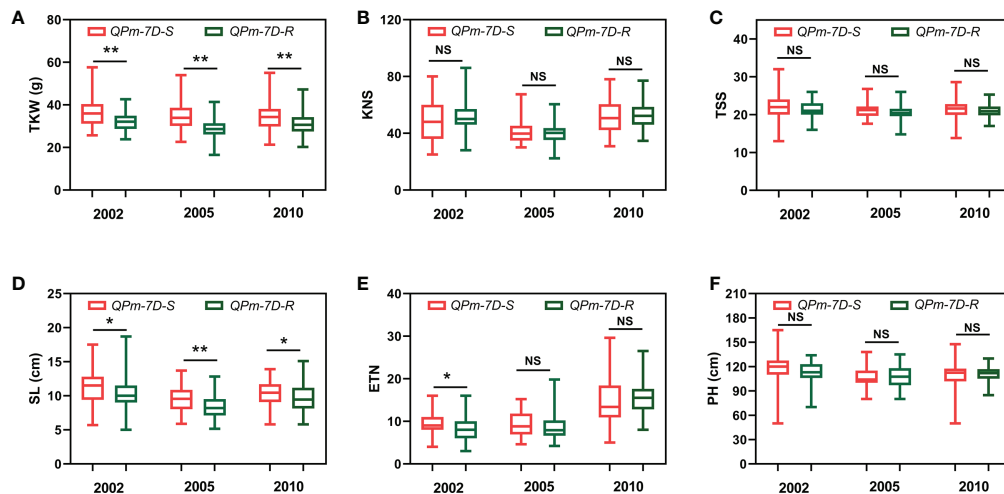 A
QPm-7D-S QPm-7D-R
TKW (g)
80
60
40
20
0
** ** **
2002 2005 2010
B
QPm-7D-S QPm-7D-R
KNS
120
80
40
0
NS NS NS
2002 2005 2010
C
QPm-7D-S QPm-7D-R
TSS
40
30
20
10
0
NS NS NS
2002 2005 2010
D
QPm-7D-S QPm-7D-R
SL (cm)
25
20
15
10
5
0
* ** *
2002 2005 2010
E
QPm-7D-S QPm-7D-R
ETN
40
30
20
10
0
* NS NS
2002 2005 2010
F
QPm-7D-S QPm-7D-R
PH (cm)
210
180
150
120
90
60
30
0
NS NS NS
2002 2005 2010